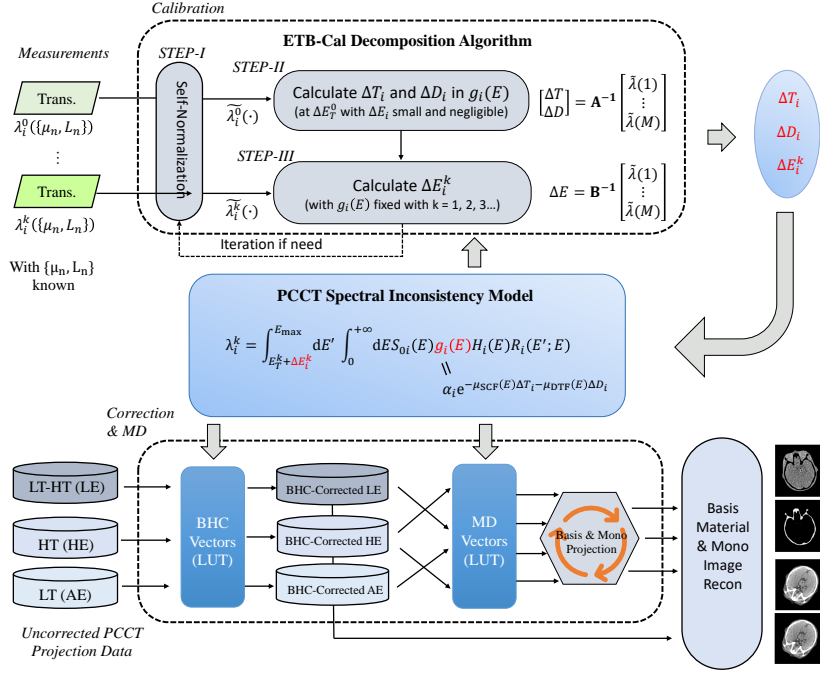 Calibration
ETB-Cal Decomposition Algorithm
Measurements
STEP-I
STEP-II
Trans.
λ_i^0({μ_n, L_n})
⋮
Trans.
λ_i^k({μ_n, L_n})
With {μ_n, L_n}
known
Self-Normalization
\widetilde{λ_i^0}(·)
Calculate ΔT_i and ΔD_i in g_i(E)
(at ΔE_T^0 with ΔE_i small and negligible)
[ΔT ΔD] = A^{-1} [λ̃(1) ⋮ λ̃(M)]
STEP-III
\widetilde{λ_i^k}(·)
Calculate ΔE_i^k
(with g_i(E) fixed with k = 1, 2, 3...)
ΔE = B^{-1} [λ̃(1) ⋮ λ̃(M)]
Iteration if need
ΔT_i
ΔD_i
ΔE_i^k
PCCT Spectral Inconsistency Model
λ_i^k = ∫_{E_T^k+ΔE_i^k}^{E_max} dE′ ∫_0^{+∞} dES_{0i}(E)g_i(E)H_i(E)R_i(E′; E)
\\
α_i e^{−μ_SCF(E)ΔT_i−μ_DTF(E)ΔD_i}
Correction
& MD
LT-HT (LE)
HT (HE)
LT (AE)
Uncorrected PCCT
Projection Data
BHC
Vectors
(LUT)
BHC-Corrected LE
BHC-Corrected HE
BHC-Corrected AE
MD
Vectors
(LUT)
Basis & Mono
Projection
Basis
Material
& Mono
Image
Recon